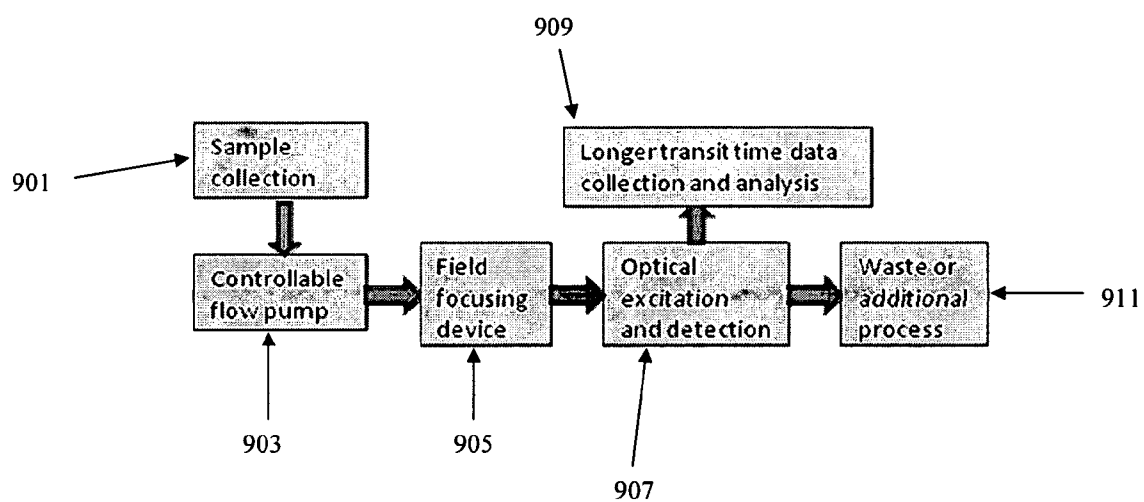 909
Sample
collection
901
Longer transit time data
collection and analysis
Controllable
flow pump
Field
focusing
device
Optical
excitation
and detection
Waste or
additional
process
911
903
905
907